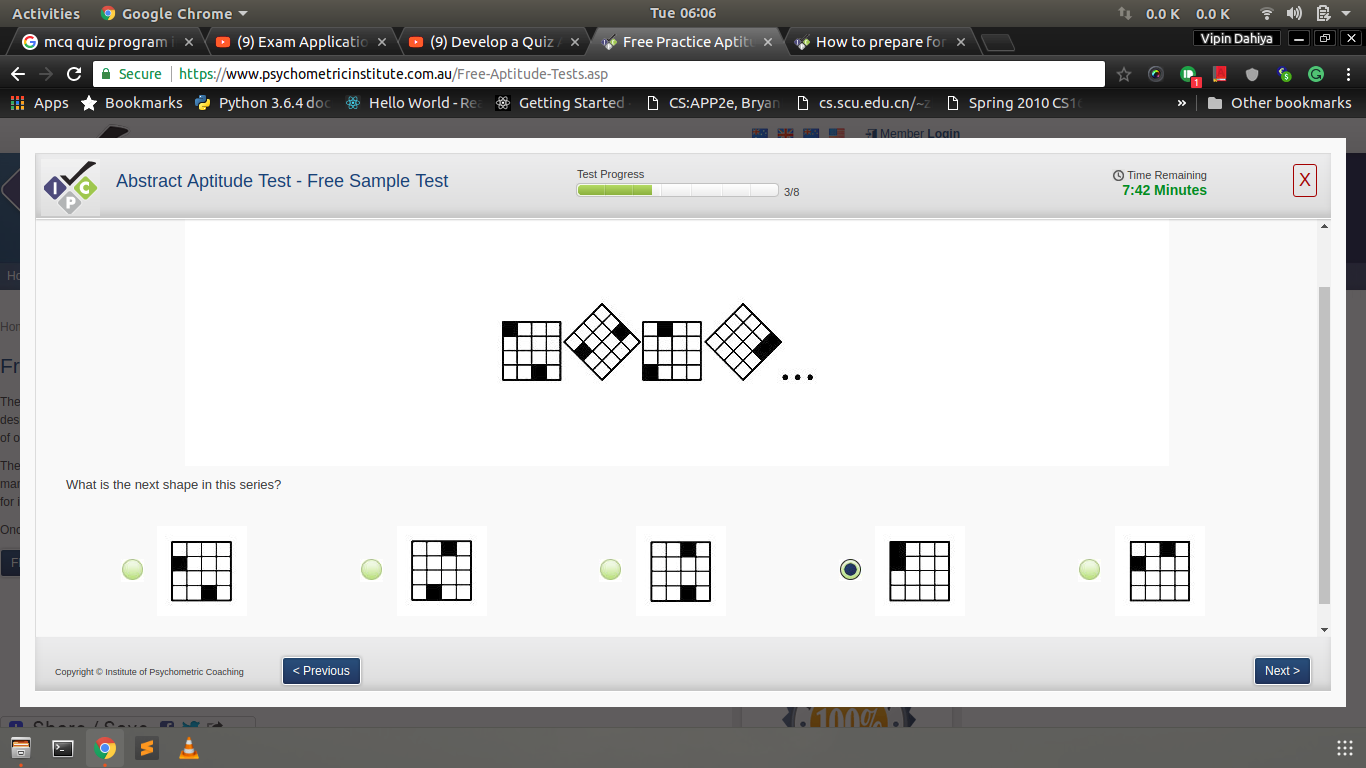 Activities Google Chrome Tue 06:06 0.0 K 0.0 K
mcq quiz program (9) Exam Applicatio (9) Develop a Quiz Free Practice Aptit How to prepare for Vipin Dahiya
Secure https://www.psychometricinstitute.com.au/Free-Aptitude-Tests.asp 1
Apps Bookmarks Python 3.6.4 doc Hello World - Rea Getting Started CS:APP2e, Bryan cs.scu.edu.cn/~z Spring 2010 CS1 » Other bookmarks
Member Login
I P C
Abstract Aptitude Test - Free Sample Test
Test Progress
3/8
Time Remaining
7:42 Minutes
X
What is the next shape in this series?
Copyright © Institute of Psychometric Coaching
< Previous
Next >
Share / Save
100%